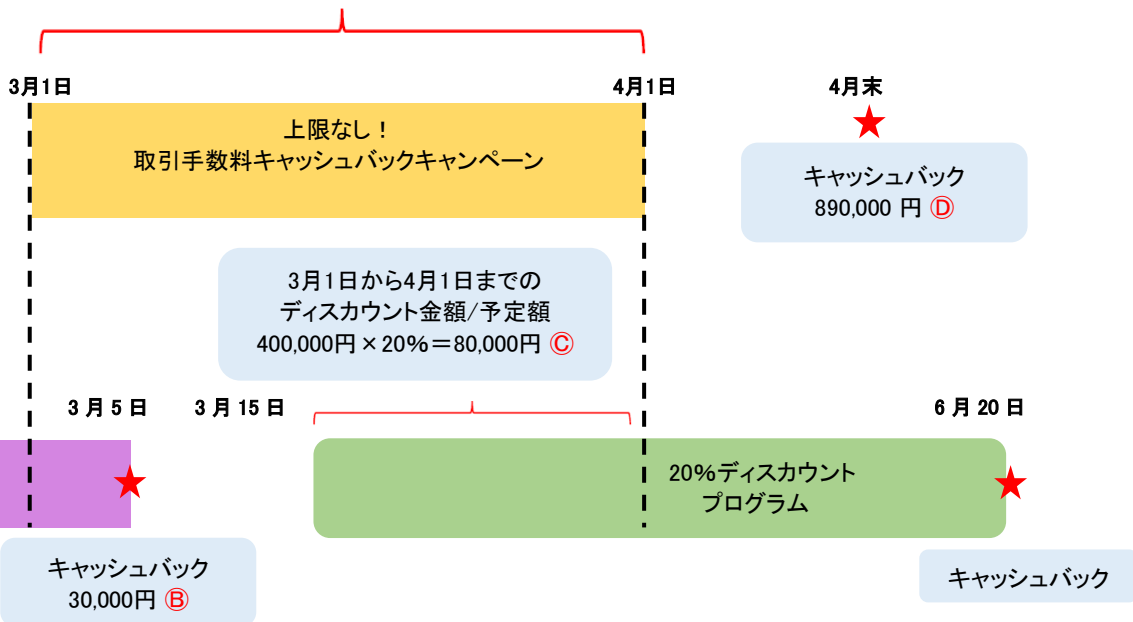 3月1日
4月1日
4月末
上限なし！
取引手数料キャッシュバックキャンペーン
キャッシュバック
890,000 円 Ⓓ
3月1日から4月1日までの
ディスカウント金額/予定額
400,000円×20%＝80,000円 Ⓒ
3 月 5 日
3 月 15 日
6 月 20 日
20%ディスカウント
プログラム
キャッシュバック
30,000円 Ⓑ
キャッシュバック